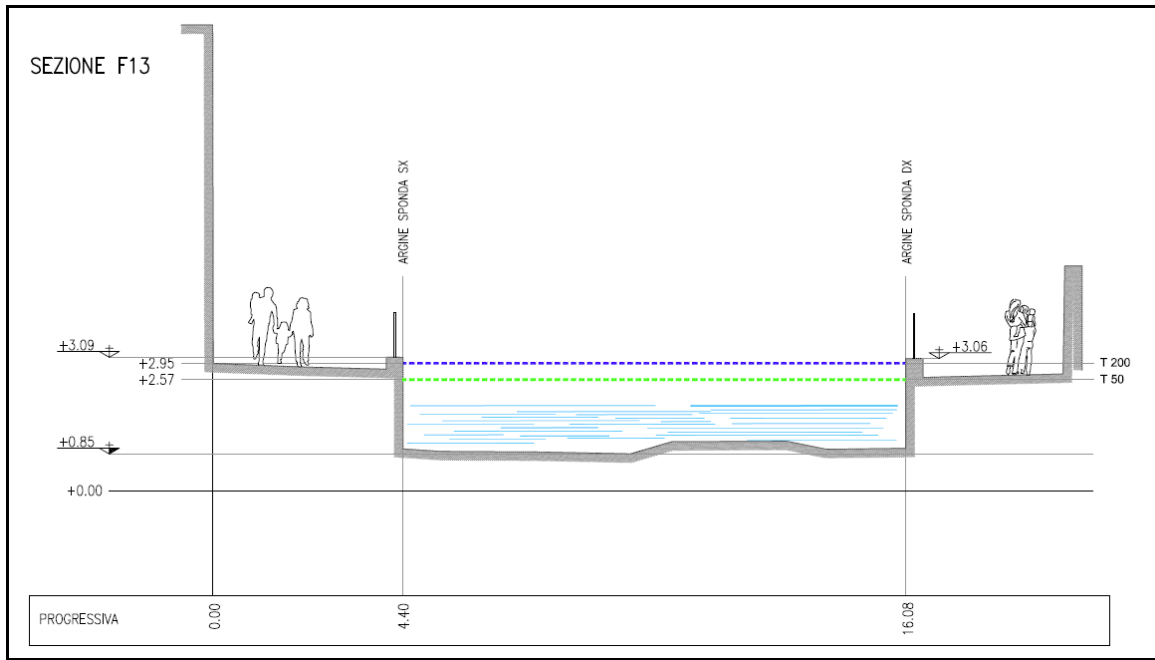 SEZIONE F13
ARGINE SPONDA SX
ARGINE SPONDA DX
+3.09
+2.95
+2.57
+3.06
T 200
T 50
+0.85
+0.00
PROGRESSIVA
0.00
4.40
16.08